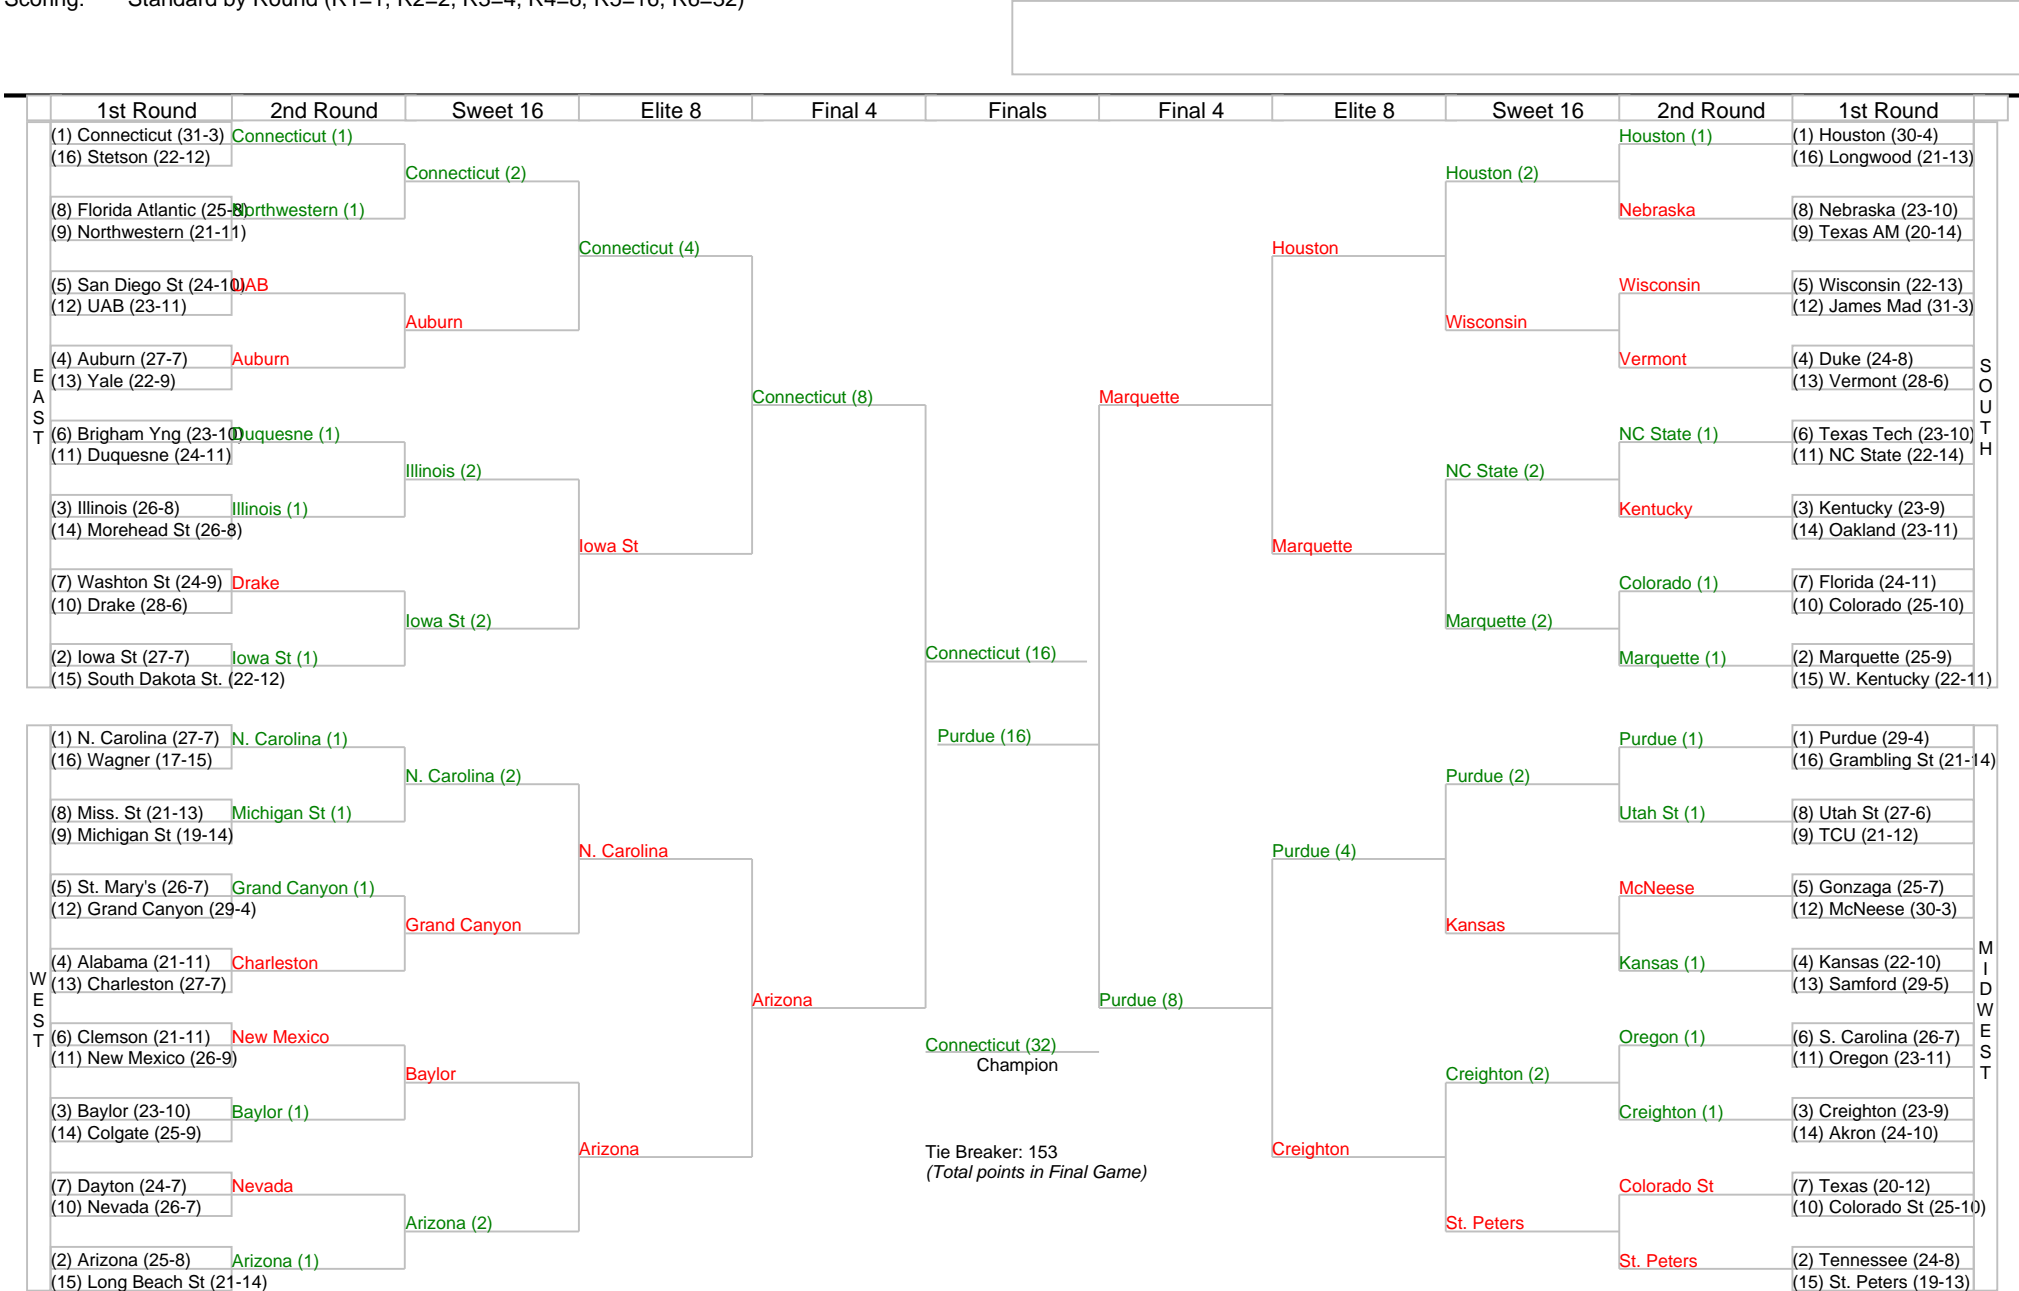 Scoring: Standard by Round (R1=1, R2=2, R3=4, R4=8, R5=16, R6=32)
1st Round 2nd Round Sweet 16 Elite 8 Final 4 Finals Final 4 Elite 8 Sweet 16 2nd Round 1st Round
EAST
(1) Connecticut (31-3)
(16) Stetson (22-12)
(8) Florida Atlantic (25-8)
(9) Northwestern (21-11)
(5) San Diego St (24-10)
(12) UAB (23-11)
(4) Auburn (27-7)
(13) Yale (22-9)
(6) Brigham Yng (23-10)
(11) Duquesne (24-11)
(3) Illinois (26-8)
(14) Morehead St (26-8)
(7) Washton St (24-9)
(10) Drake (28-6)
(2) Iowa St (27-7)
(15) South Dakota St. (22-12)
Connecticut (1)
Northwestern (1)
UAB
Auburn
Duquesne (1)
Illinois (1)
Drake
Iowa St (1)
Connecticut (2)
Auburn
Illinois (2)
Iowa St (2)
Connecticut (4)
Iowa St
Connecticut (8)
WEST
(1) N. Carolina (27-7)
(16) Wagner (17-15)
(8) Miss. St (21-13)
(9) Michigan St (19-14)
(5) St. Mary's (26-7)
(12) Grand Canyon (29-4)
(4) Alabama (21-11)
(13) Charleston (27-7)
(6) Clemson (21-11)
(11) New Mexico (26-9)
(3) Baylor (23-10)
(14) Colgate (25-9)
(7) Dayton (24-7)
(10) Nevada (26-7)
(2) Arizona (25-8)
(15) Long Beach St (21-14)
N. Carolina (1)
Michigan St (1)
Grand Canyon (1)
Charleston
New Mexico
Baylor (1)
Nevada
Arizona (1)
N. Carolina (2)
Grand Canyon
Baylor
Arizona (2)
N. Carolina
Arizona
Arizona
Connecticut (16)
Purdue (16)
Connecticut (32)
Champion
Tie Breaker: 153
(Total points in Final Game)
Marquette
Houston
Marquette
Houston (2)
Wisconsin
NC State (2)
Marquette (2)
Houston (1)
Nebraska
Wisconsin
Vermont
NC State (1)
Kentucky
Colorado (1)
Marquette (1)
(1) Houston (30-4)
(16) Longwood (21-13)
(8) Nebraska (23-10)
(9) Texas AM (20-14)
(5) Wisconsin (22-13)
(12) James Mad (31-3)
(4) Duke (24-8)
(13) Vermont (28-6)
(6) Texas Tech (23-10)
(11) NC State (22-14)
(3) Kentucky (23-9)
(14) Oakland (23-11)
(7) Florida (24-11)
(10) Colorado (25-10)
(2) Marquette (25-9)
(15) W. Kentucky (22-11)
SOUTH
Purdue (8)
Purdue (4)
Creighton
Purdue (2)
Kansas
Creighton (2)
St. Peters
Purdue (1)
Utah St (1)
McNeese
Kansas (1)
Oregon (1)
Creighton (1)
Colorado St
St. Peters
(1) Purdue (29-4)
(16) Grambling St (21-14)
(8) Utah St (27-6)
(9) TCU (21-12)
(5) Gonzaga (25-7)
(12) McNeese (30-3)
(4) Kansas (22-10)
(13) Samford (29-5)
(6) S. Carolina (26-7)
(11) Oregon (23-11)
(3) Creighton (23-9)
(14) Akron (24-10)
(7) Texas (20-12)
(10) Colorado St (25-10)
(2) Tennessee (24-8)
(15) St. Peters (19-13)
MIDWEST